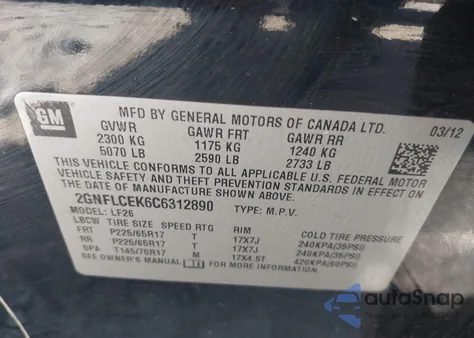 GM
MFD BY GENERAL MOTORS OF CANADA LTD. 03/12
GVWR GAWR FRT GAWR RR
2300 KG 1175 KG 1240 KG
5070 LB 2590 LB 2733 LB
THIS VEHICLE CONFORMS TO ALL APPLICABLE U.S. FEDERAL MOTOR
VEHICLE SAFETY AND THEFT PREVENTION STANDARDS IN EFFECT ON
THE DATE OF MANUFACTURE SHOWN ABOVE.
2GNFLCEK6C6312890 TYPE: M.P.V.
MODEL: LF26
LBCW TIRE SIZE SPEED RTG RIM COLD TIRE PRESSURE
FRT P225/65R17 T 17X7J 240KPA(35PSI)
RR P225/65R17 T 17X7J 240KPA(35PSI)
SPA T145/70R17 M 17X4.5T 420KPA(60PSI)
SEE OWNER'S MANUAL FOR MORE INFORMATION
autoSnap